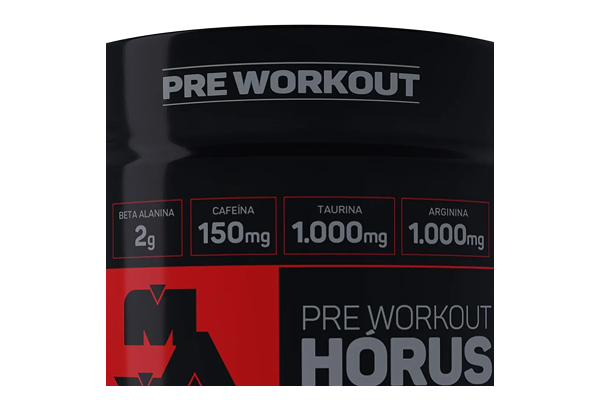 PRE WORKOUT
BETA ALANINA
2g
CAFEÍNA
150mg
TAURINA
1.000mg
ARGININA
1.000mg
PRE WORKOUT
HÓRUS